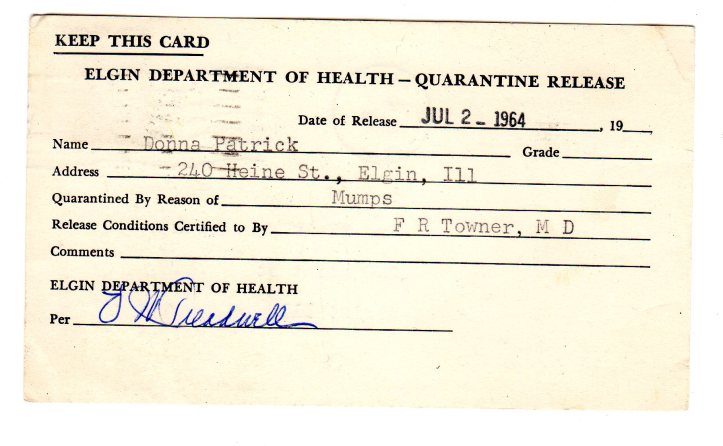 KEEP THIS CARD
ELGIN DEPARTMENT OF HEALTH — QUARANTINE RELEASE
Date of Release JUL 2 - 1964, 19
Name Donna Patrick Grade
Address 240 Heine St., Elgin, Ill
Quarantined By Reason of Mumps
Release Conditions Certified to By F R Towner, M D
Comments
ELGIN DEPARTMENT OF HEALTH
Per Treadwell